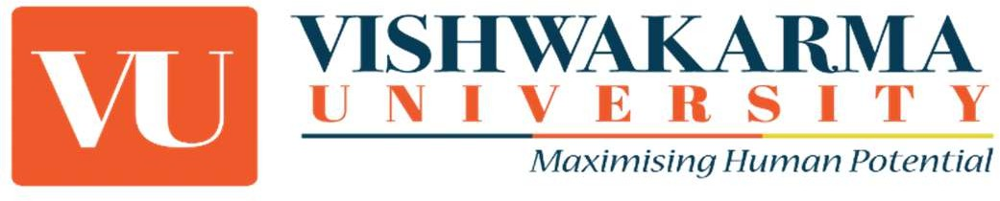 VU
VISHWAKARMA
UNIVERSITY
Maximising Human Potential